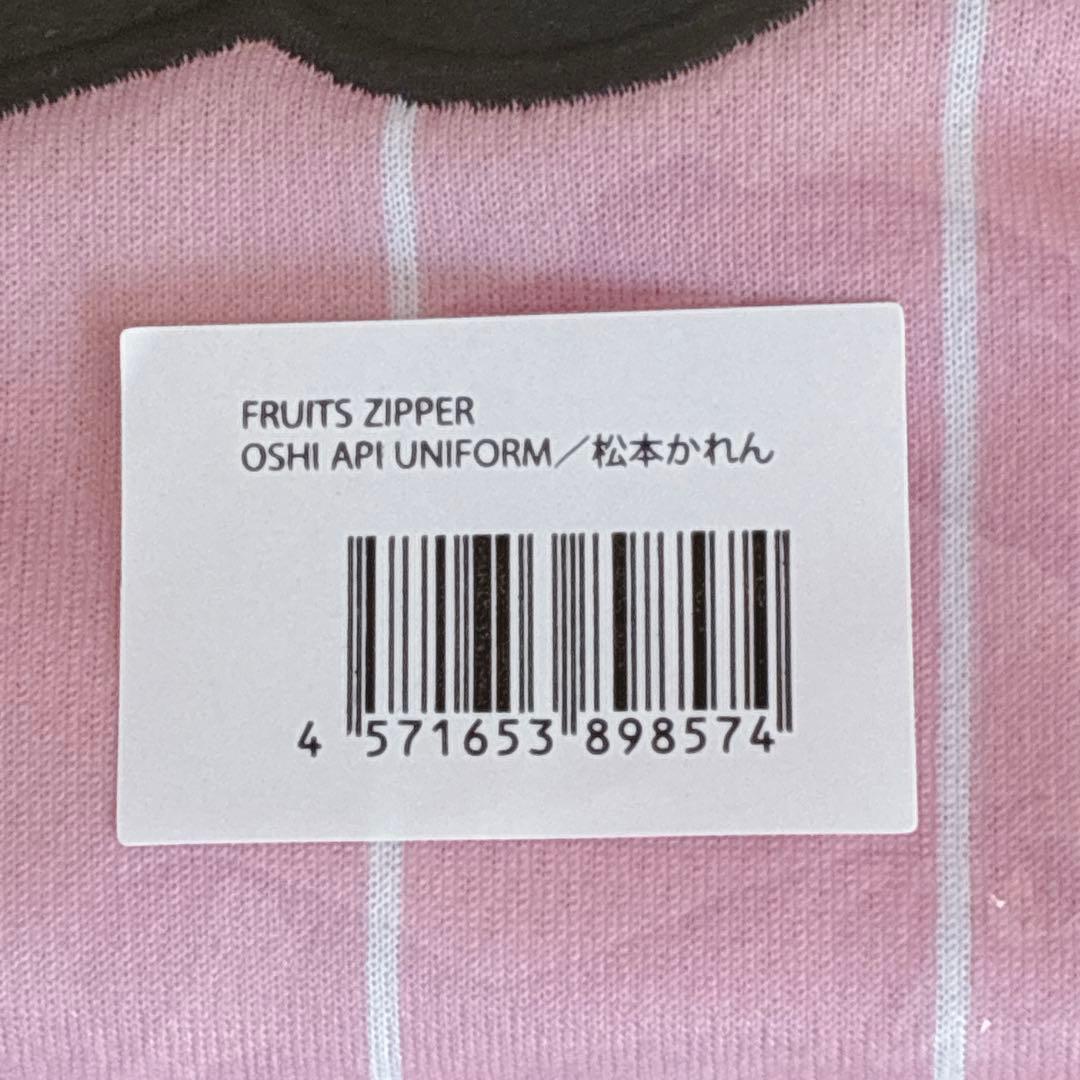 FRUITS ZIPPER
OSHI API UNIFORM／松本かれん
4 571653 898574